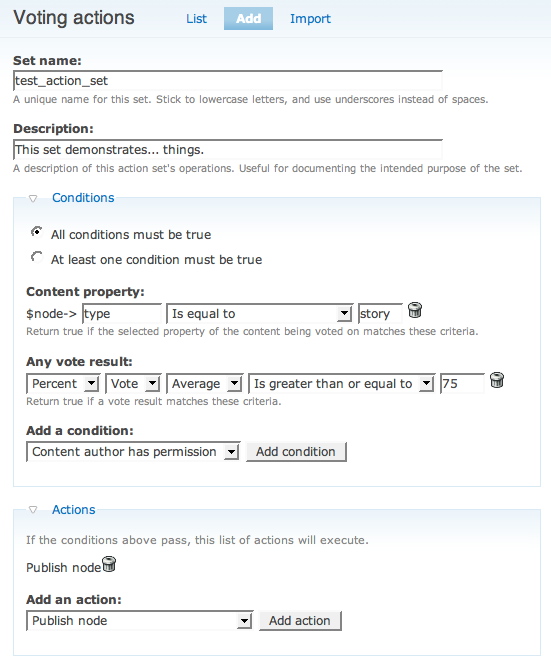 Voting actions List Add Import
Set name:
test_action_set
A unique name for this set. Stick to lowercase letters, and use underscores instead of spaces.
Description:
This set demonstrates... things.
A description of this action set's operations. Useful for documenting the intended purpose of the set.
Conditions
All conditions must be true
At least one condition must be true
Content property:
$node-> type Is equal to story
Return true if the selected property of the content being voted on matches these criteria.
Any vote result:
Percent Vote Average Is greater than or equal to 75
Return true if a vote result matches these criteria.
Add a condition:
Content author has permission Add condition
Actions
If the conditions above pass, this list of actions will execute.
Publish node
Add an action:
Publish node Add action